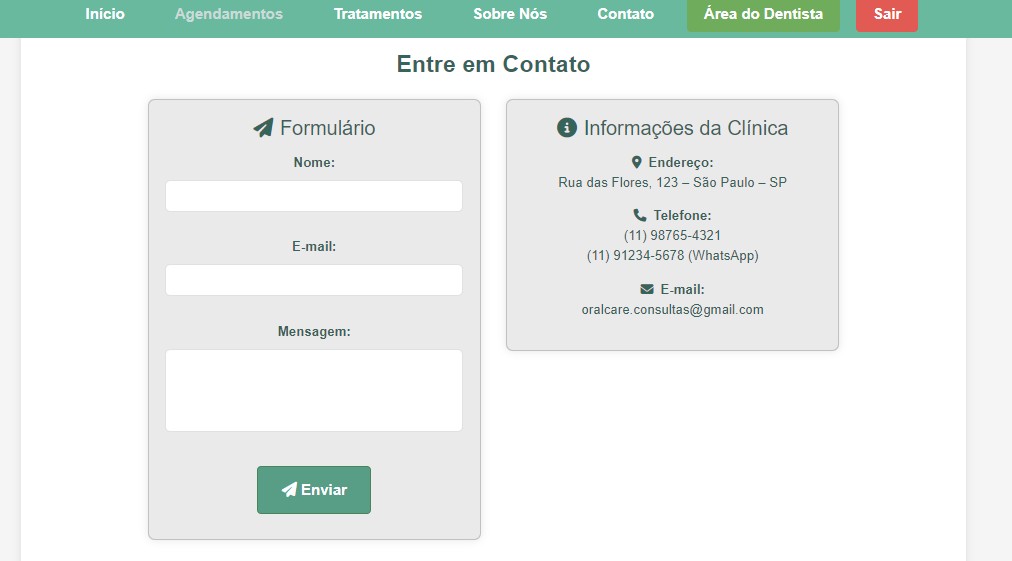 Início Agendamentos Tratamentos Sobre Nós Contato Área do Dentista Sair
Entre em Contato
Formulário
Nome:
E-mail:
Mensagem:
Enviar
Informações da Clínica
Endereço:
Rua das Flores, 123 – São Paulo – SP
Telefone:
(11) 98765-4321
(11) 91234-5678 (WhatsApp)
E-mail:
oralcare.consultas@gmail.com